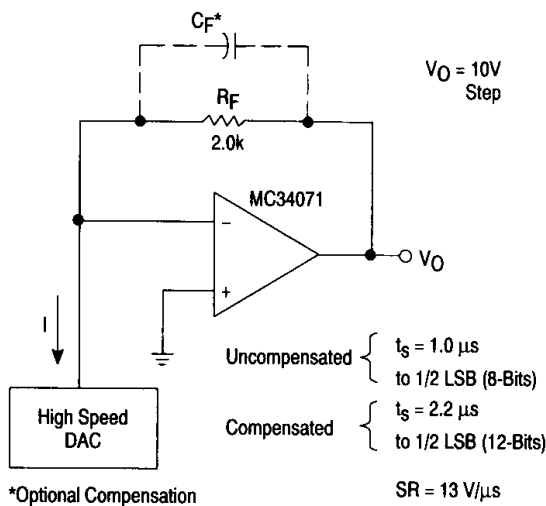 CF*
VO = 10V
Step
RF
2.0k
MC34071
−
+
VO
I
High Speed
DAC
Uncompensated
ts = 1.0 µs
to 1/2 LSB (8-Bits)
Compensated
ts = 2.2 µs
to 1/2 LSB (12-Bits)
*Optional Compensation
SR = 13 V/µs